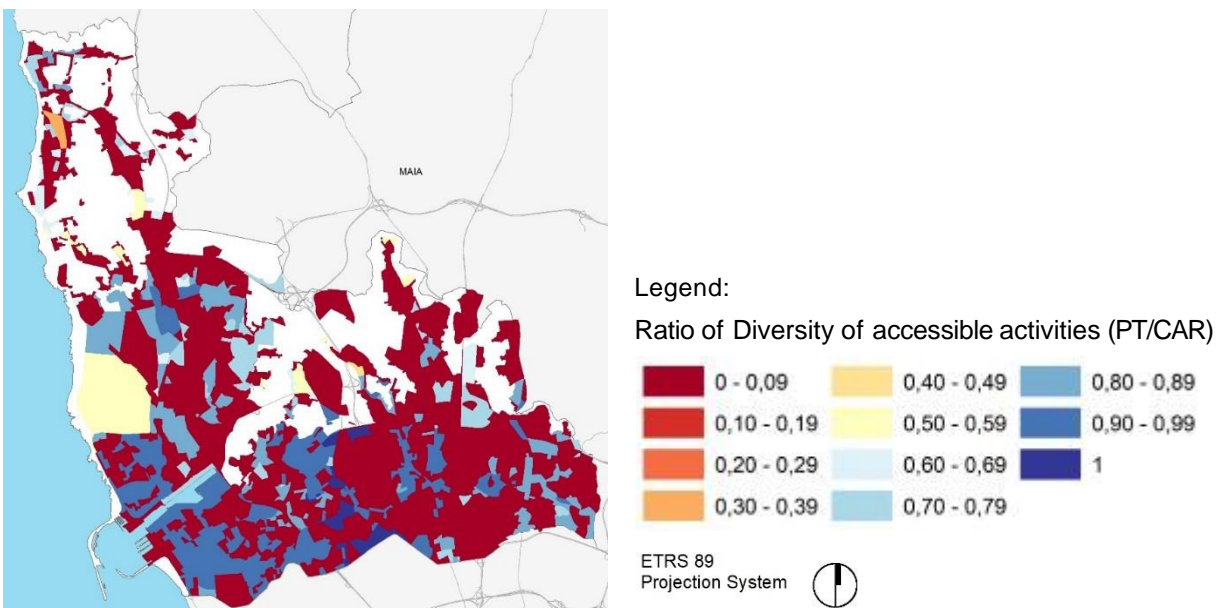 MAIA
Legend:
Ratio of Diversity of accessible activities (PT/CAR)
0 - 0,09
0,10 - 0,19
0,20 - 0,29
0,30 - 0,39
0,40 - 0,49
0,50 - 0,59
0,60 - 0,69
0,70 - 0,79
0,80 - 0,89
0,90 - 0,99
1
ETRS 89
Projection System